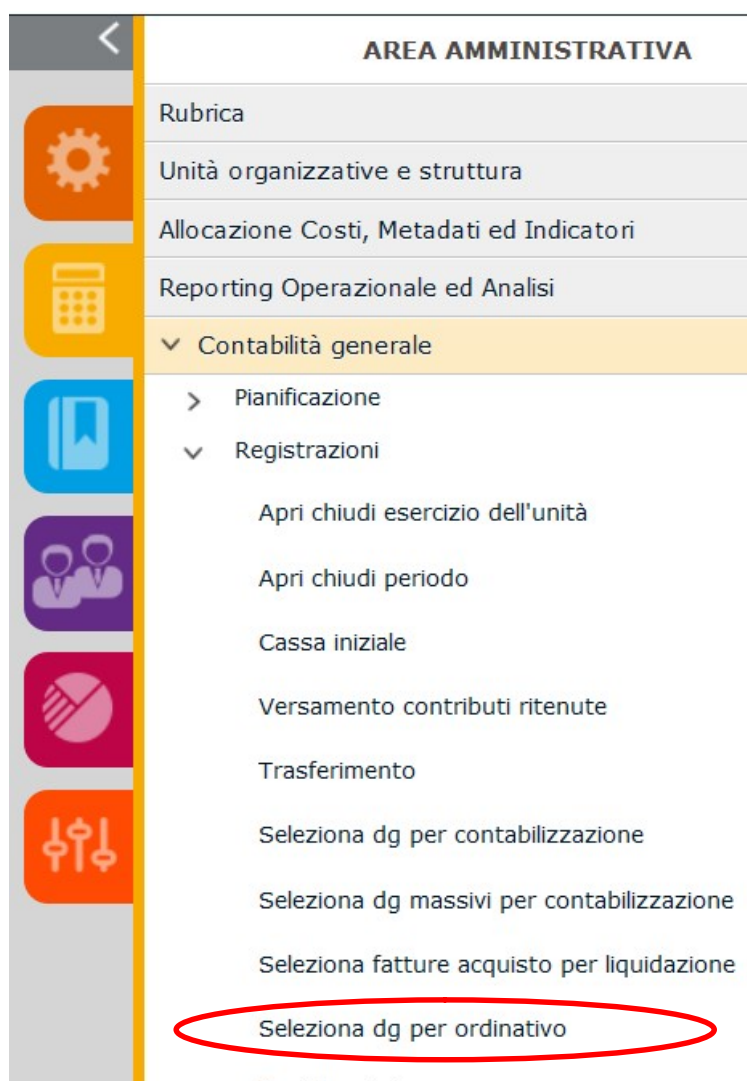 AREA AMMINISTRATIVA
Rubrica
Unità organizzative e struttura
Allocazione Costi, Metadati ed Indicatori
Reporting Operazionale ed Analisi
Contabilità generale
Pianificazione
Registrazioni
Apri chiudi esercizio dell'unità
Apri chiudi periodo
Cassa iniziale
Versamento contributi ritenute
Trasferimento
Seleziona dg per contabilizzazione
Seleziona dg massivi per contabilizzazione
Seleziona fatture acquisto per liquidazione
Seleziona dg per ordinativo